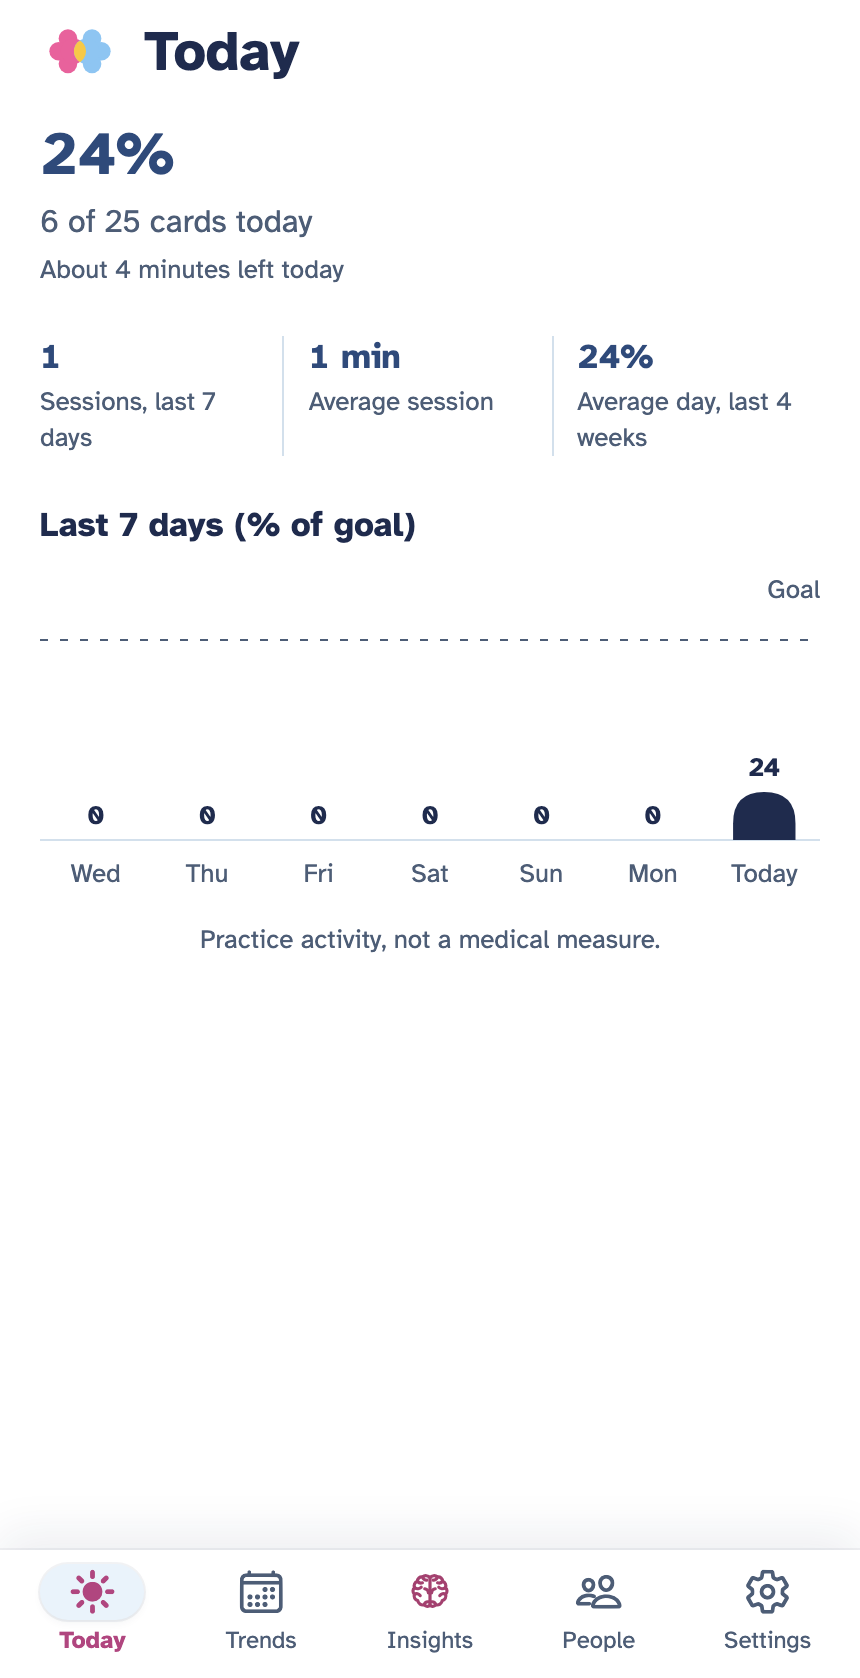 Today
24%
6 of 25 cards today
About 4 minutes left today
1
Sessions, last 7
days
1 min
Average session
24%
Average day, last 4
weeks
Last 7 days (% of goal)
Goal
0 0 0 0 0 0 24
Wed Thu Fri Sat Sun Mon Today
Practice activity, not a medical measure.
Today Trends Insights People Settings